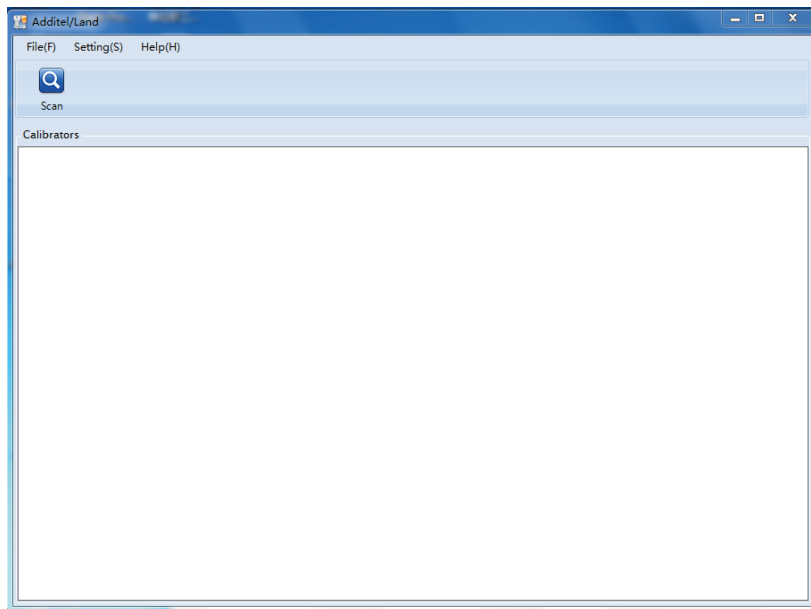 Additel/Land
File(F) Setting(S) Help(H)
Scan
Calibrators